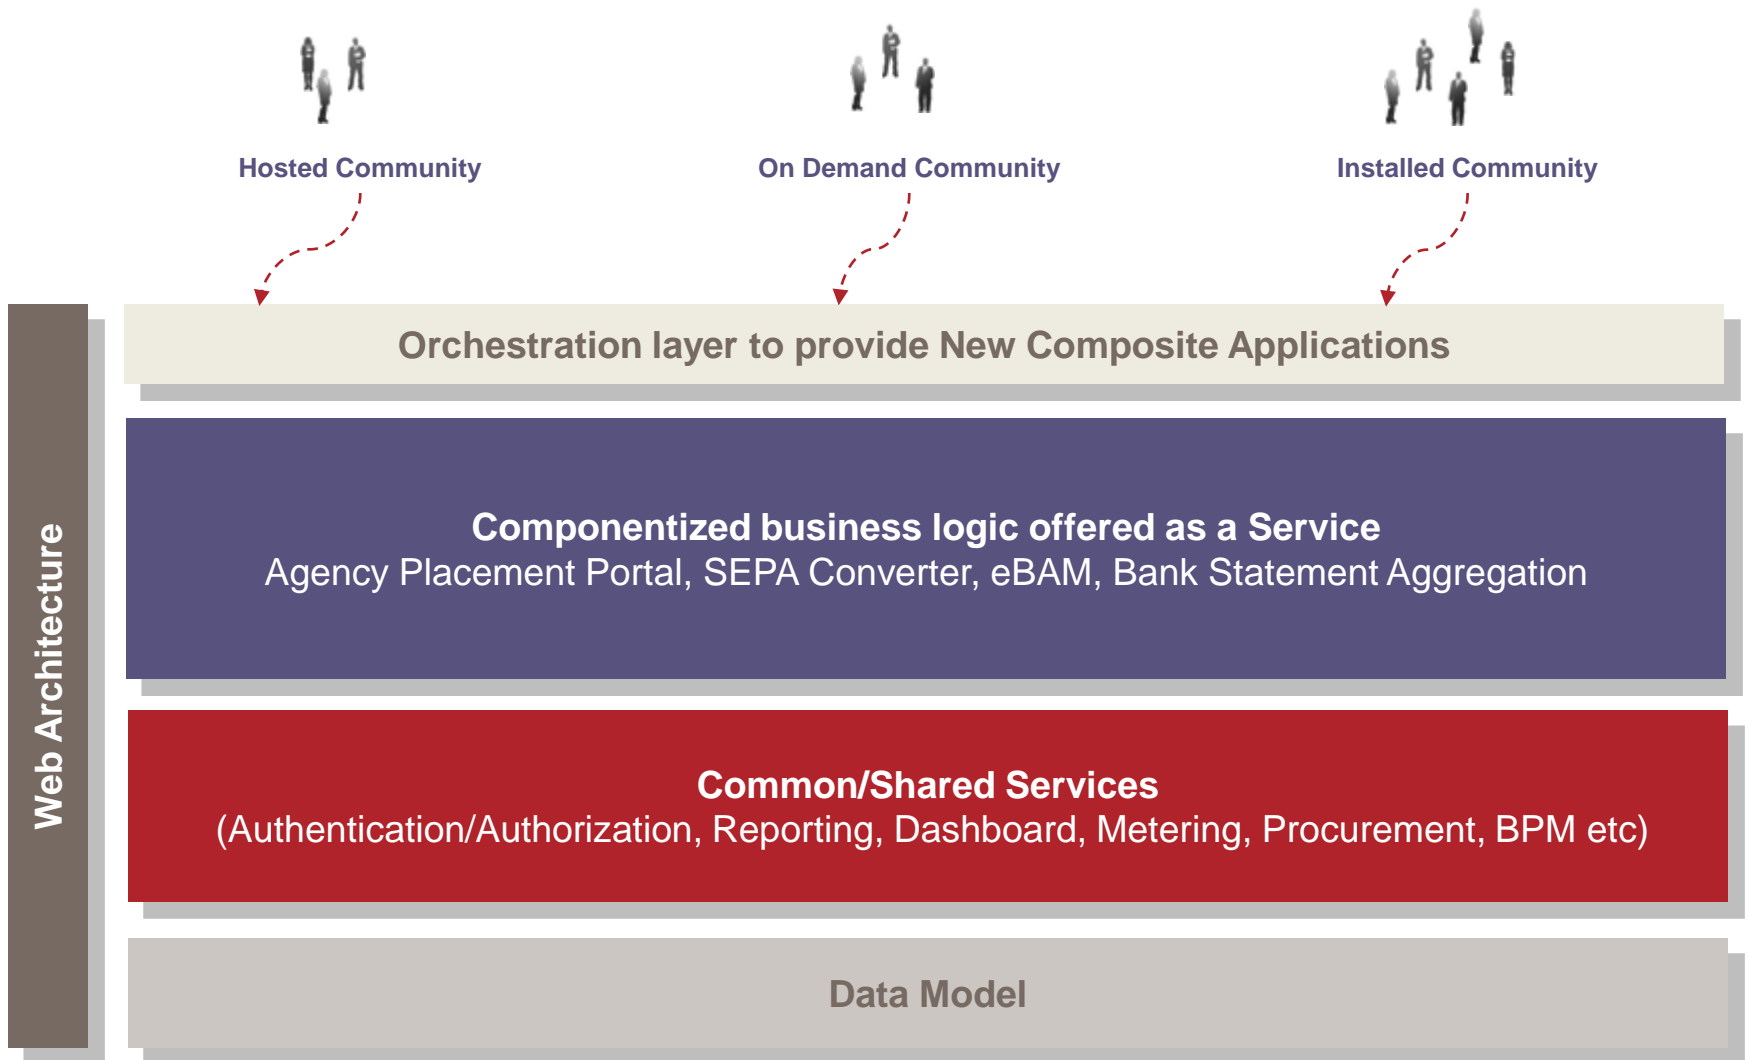 Hosted Community
On Demand Community
Installed Community
Web Architecture
Orchestration layer to provide New Composite Applications
Componentized business logic offered as a Service
Agency Placement Portal, SEPA Converter, eBAM, Bank Statement Aggregation
Common/Shared Services
(Authentication/Authorization, Reporting, Dashboard, Metering, Procurement, BPM etc)
Data Model